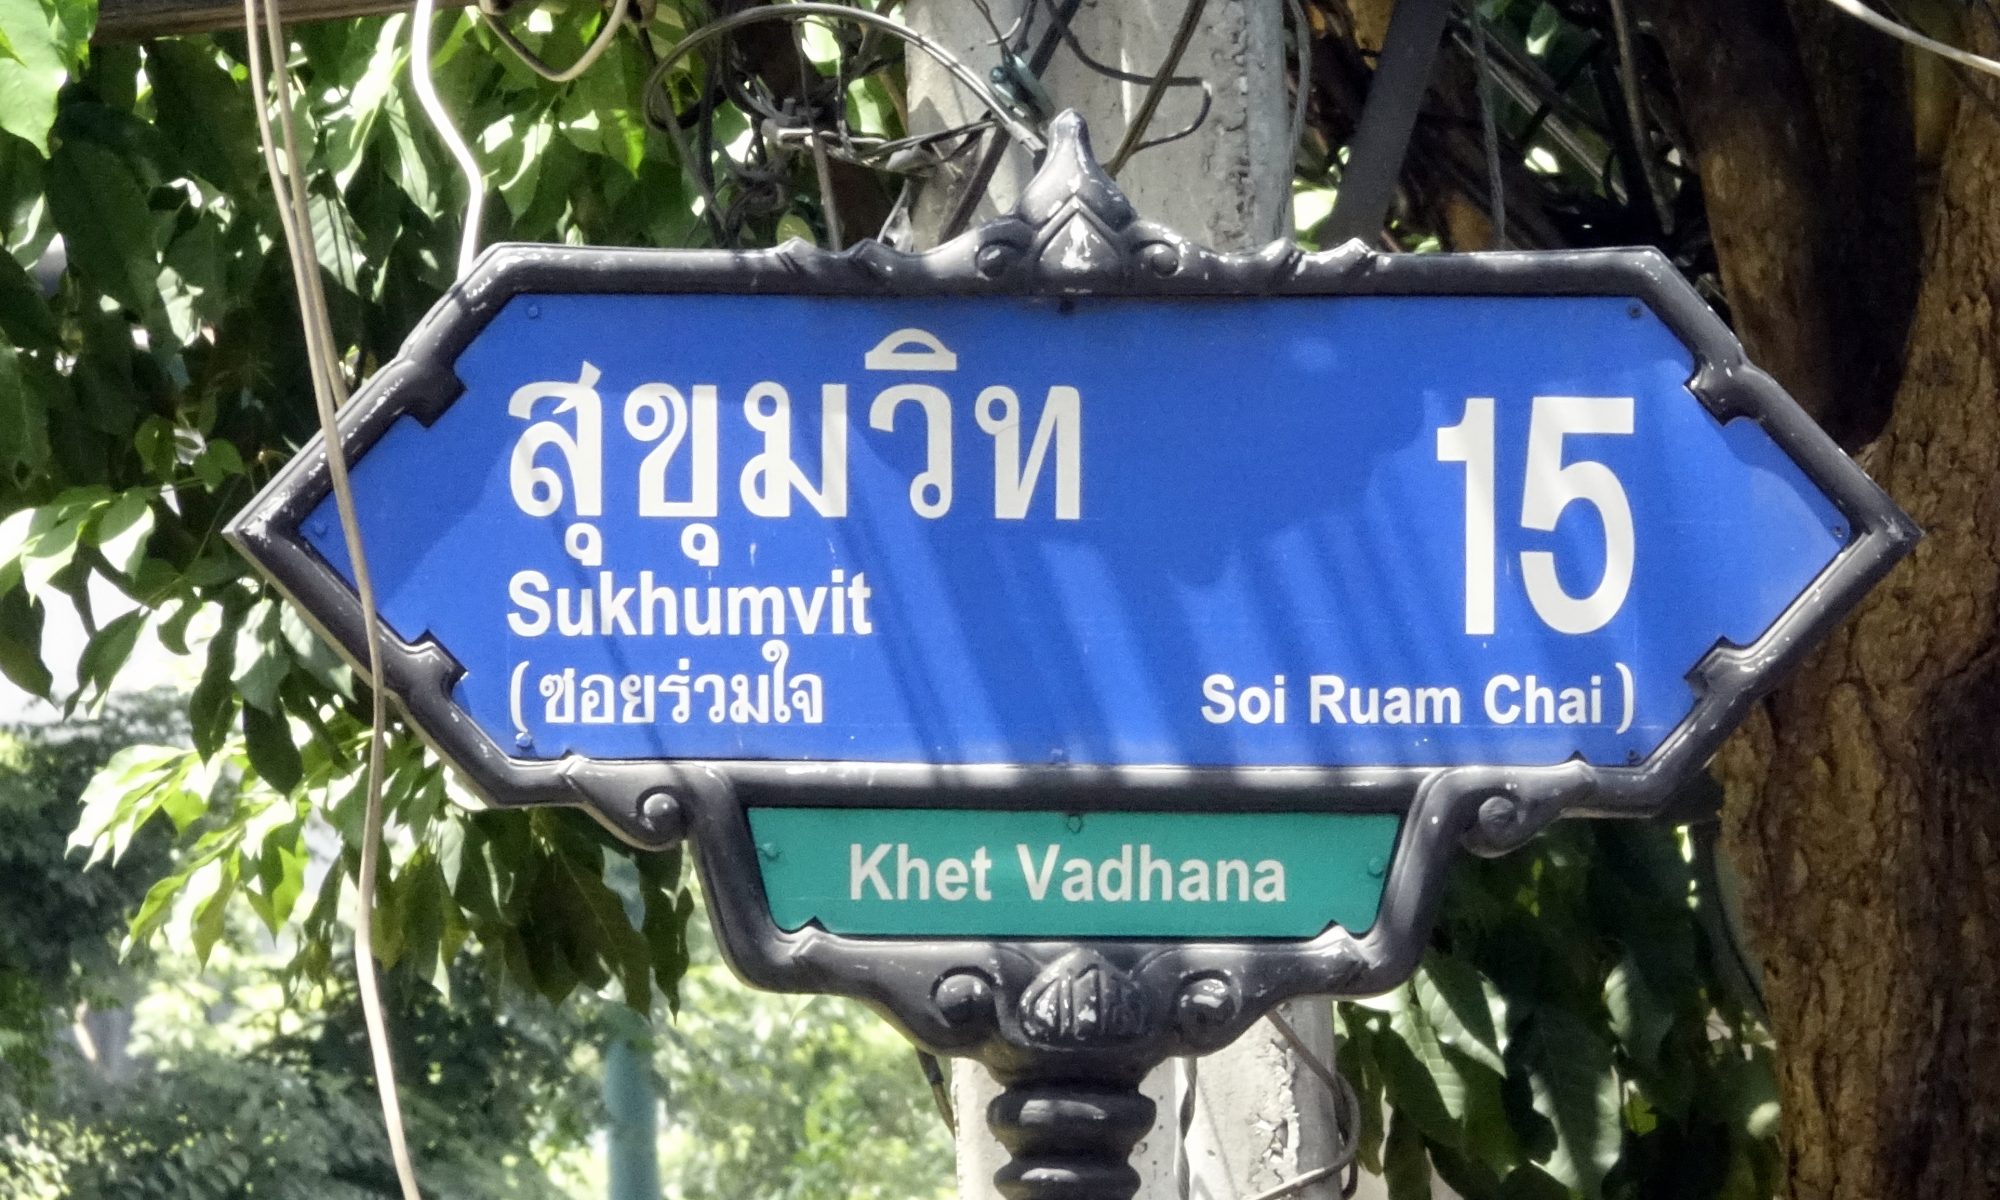 สุขุมวิท 15
Sukhumvit
(ซอยร่วมใจ Soi Ruam Chai)
Khet Vadhana